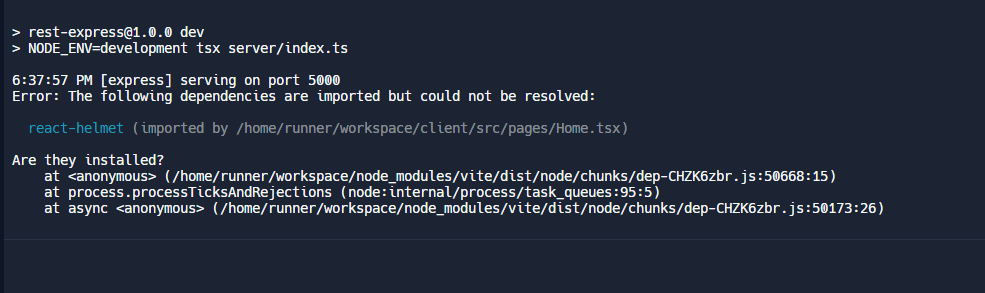 > rest-express@1.0.0 dev
> NODE_ENV=development tsx server/index.ts
6:37:57 PM [express] serving on port 5000
Error: The following dependencies are imported but could not be resolved:
react-helmet (imported by /home/runner/workspace/client/src/pages/Home.tsx)
Are they installed?
at <anonymous> (/home/runner/workspace/node_modules/vite/dist/node/chunks/dep-CHZK6zbr.js:50668:15)
at process.processTicksAndRejections (node:internal/process/task_queues:95:5)
at async <anonymous> (/home/runner/workspace/node_modules/vite/dist/node/chunks/dep-CHZK6zbr.js:50173:26)